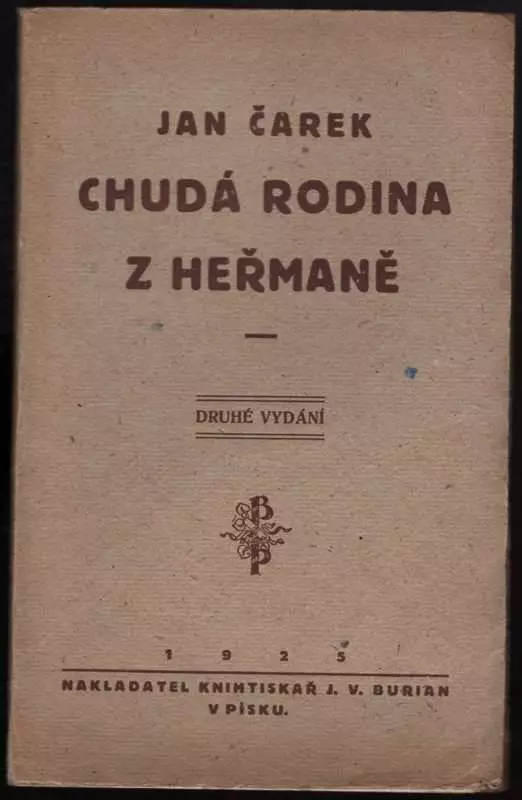 JAN ČAREK
CHUDÁ RODINA
Z HEŘMANĚ
DRUHÉ VYDÁNÍ
B
P
1 9 2 5
NAKLADATEL KNIHTISKAŘ J. V. BURIAN
V PÍSKU.